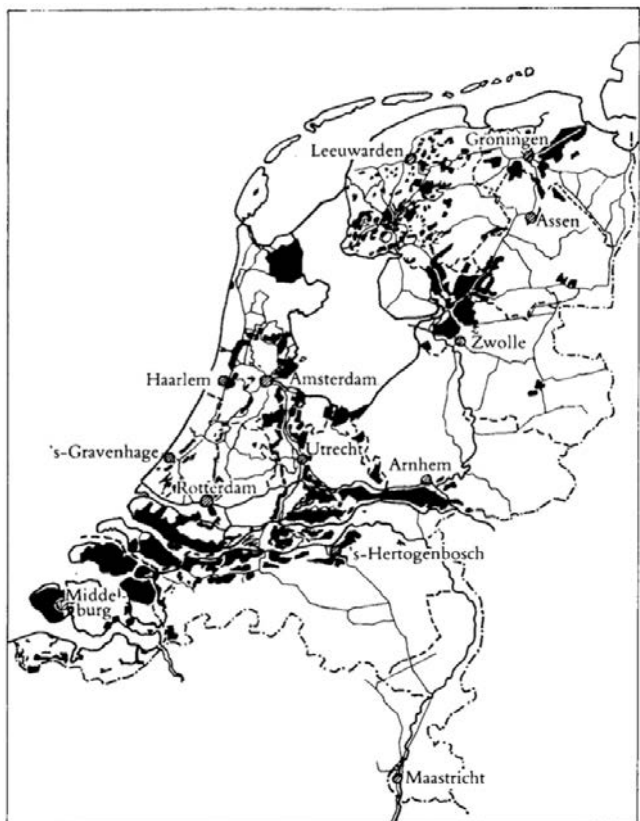 Leeuwarden
Groningen
Assen
Zwolle
Haarlem
Amsterdam
's-Gravenhage
Utrecht
Arnhem
Rotterdam
's-Hertogenbosch
Middel
burg
Maastricht